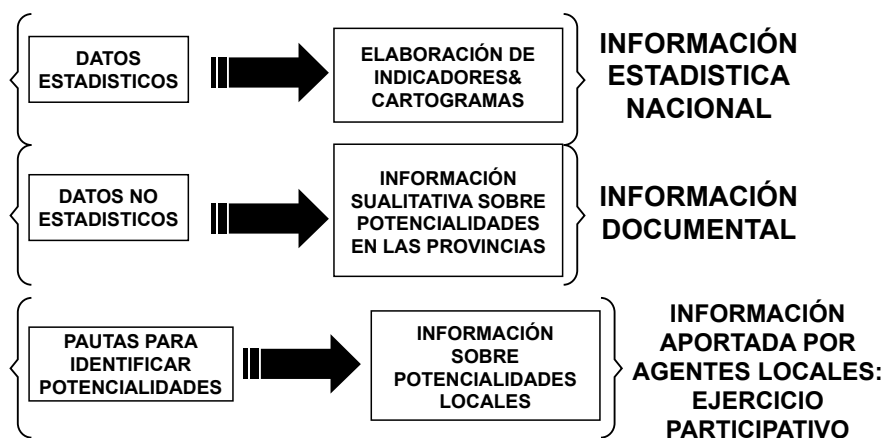 DATOS
ESTADISTICOS
ELABORACIÓN DE
INDICADORES&
CARTOGRAMAS
INFORMACIÓN
ESTADISTICA
NACIONAL
DATOS NO
ESTADISTICOS
INFORMACIÓN
SUALITATIVA SOBRE
POTENCIALIDADES
EN LAS PROVINCIAS
INFORMACIÓN
DOCUMENTAL
PAUTAS PARA
IDENTIFICAR
POTENCIALIDADES
INFORMACIÓN
SOBRE
POTENCIALIDADES
LOCALES
INFORMACIÓN
APORTADA POR
AGENTES LOCALES:
EJERCICIO
PARTICIPATIVO